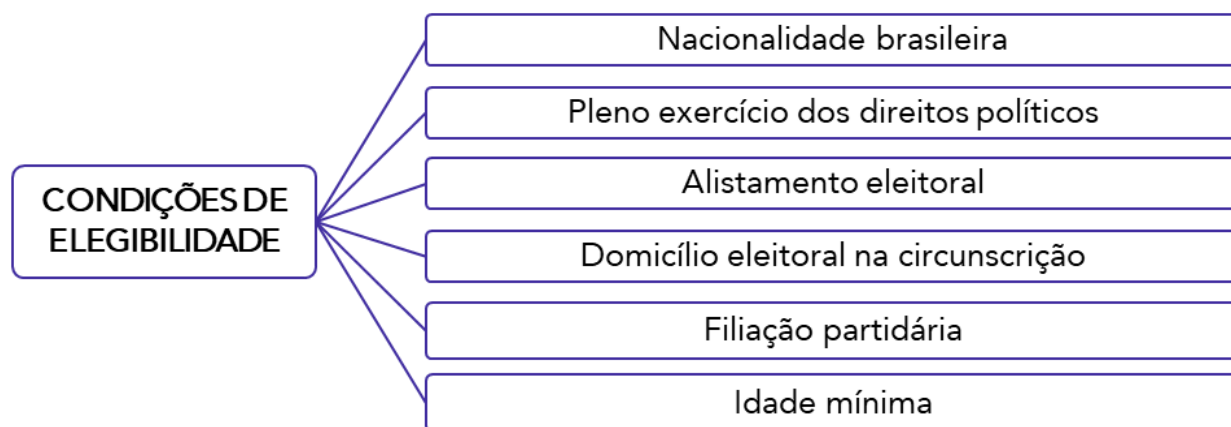 CONDIÇÕES DE
ELEGIBILIDADE
Nacionalidade brasileira
Pleno exercício dos direitos políticos
Alistamento eleitoral
Domicílio eleitoral na circunscrição
Filiação partidária
Idade mínima